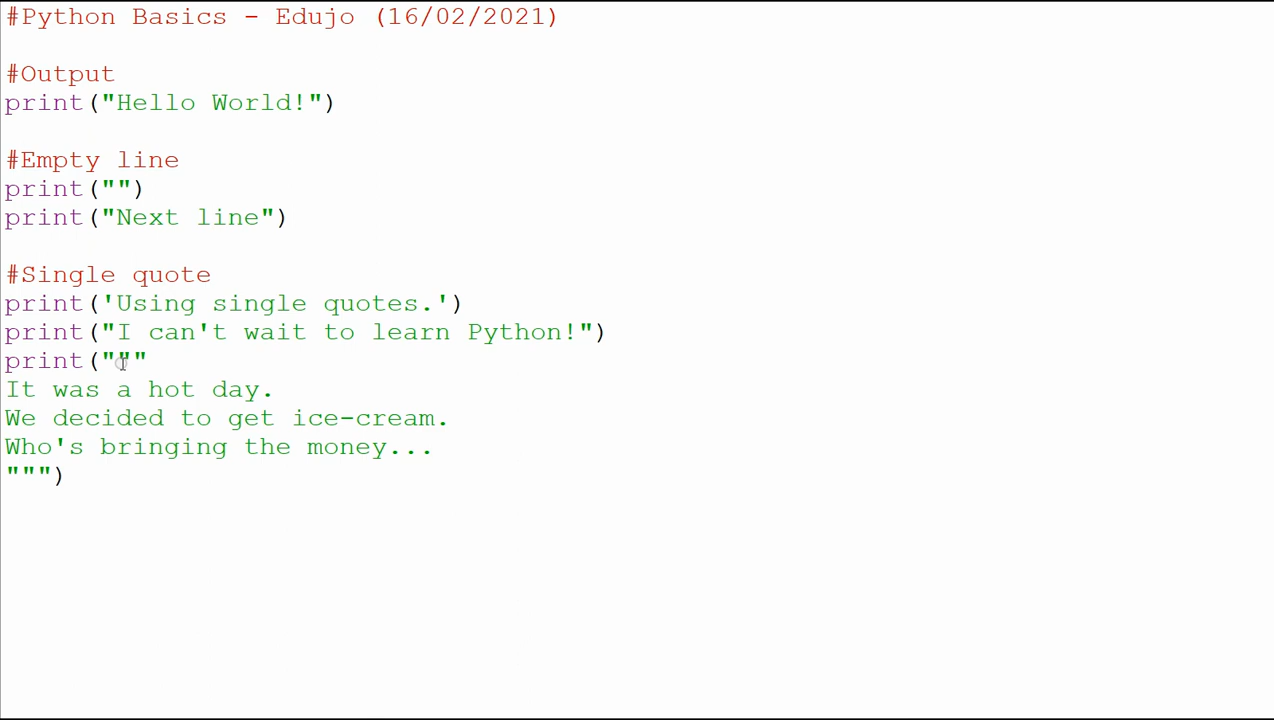 #Python Basics - Edujo (16/02/2021)
#Output
print("Hello World!")
#Empty line
print("")
print("Next line")
#Single quote
print('Using single quotes.')
print("I can't wait to learn Python!")
print("""
It was a hot day.
We decided to get ice-cream.
Who's bringing the money...
""")